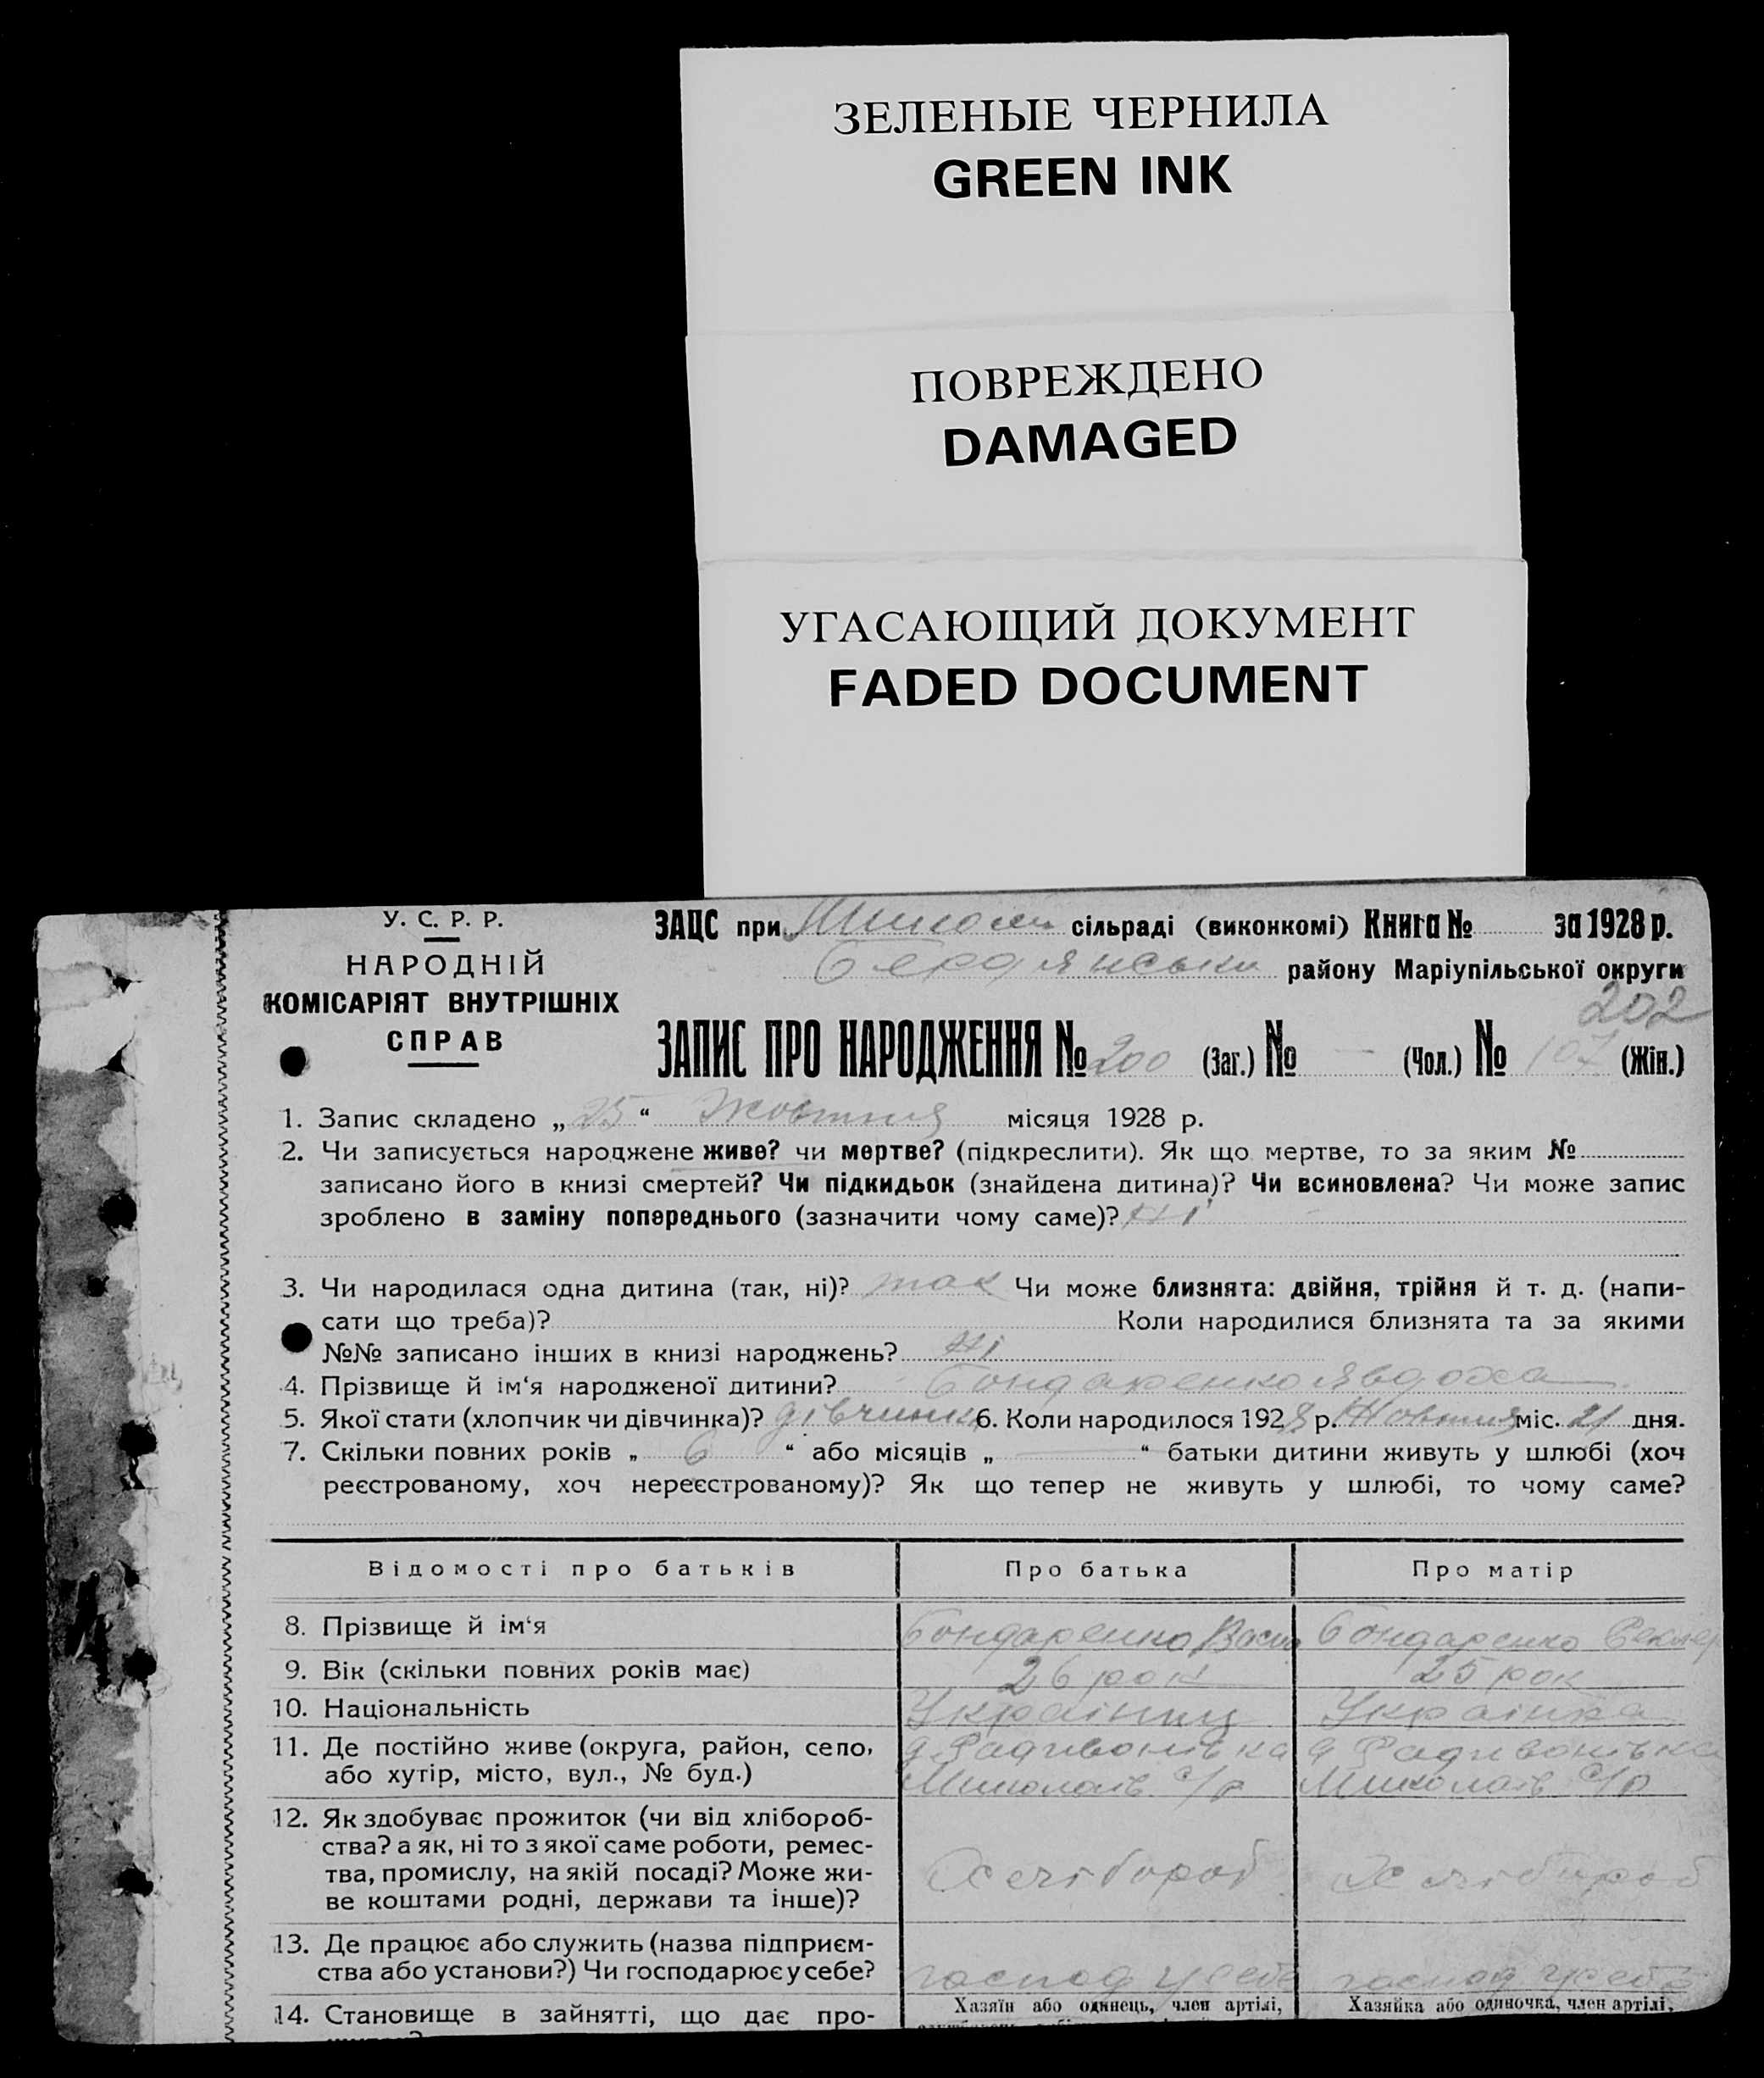 ЗЕЛЕНЫЕ ЧЕРНИЛА
GREEN INK
ПОВРЕЖДЕНО
DAMAGED
УГАСАЮЩИЙ ДОКУМЕНТ
FADED DOCUMENT
У. С. Р. Р.
НАРОДНІЙ
КОМІСАРІЯТ ВНУТРІШНІХ
СПРАВ
ЗАЦС при сільраді (виконкомі) Книга № за 1928 р.
Бердянськи району Маріупільської округи
202
ЗАПИС ПРО НАРОДЖЕННЯ № 200 (Заг.) № — (Чол.) № 107 (Жін.)
1. Запис складено „ 25 “ Жовтня місяця 1928 р.
2. Чи записується народжене живе? чи мертве? (підкреслити). Як що мертве, то за яким №
записано його в книзі смертей? Чи підкидьок (знайдена дитина)? Чи всиновлена? Чи може запис
зроблено в заміну попереднього (зазначити чому саме)? Ні
3. Чи народилася одна дитина (так, ні)? так Чи може близнята: двійня, трійня й т. д. (напи-
сати що треба)? Коли народилися близнята та за якими
№№ записано інших в книзі народжень? Ні
4. Прізвище й ім‘я народженої дитини? Бондаренко Явдоха
5. Якої стати (хлопчик чи дівчинка)? дівчинка 6. Коли народилося 1928 р. Жовтня міс. 21 дня.
7. Скільки повних років „ 6 “ або місяців „ — “ батьки дитини живуть у шлюбі (хоч
реєстрованому, хоч нереєстрованому)? Як що тепер не живуть у шлюбі, то чому саме?
Відомості про батьків Про батька Про матір
8. Прізвище й ім‘я Бондаренко Васил Бондаренко
9. Вік (скільки повних років має) 26 рок 25 рок
10. Національність Українец Українка
11. Де постійно живе (округа, район, село, д. Радивонівка д. Радивонівка
або хутір, місто, вул., № буд.) Миколаїв. с/р Миколаїв с/р
12. Як здобуває прожиток (чи від хлібороб-
ства? а як, ні то з якої саме роботи, ремес-
тва, промислу, на якій посаді? Може жи- Хлібороб Хлібороб
ве коштами родні, держави та інше)?
13. Де працює або служить (назва підприєм-
ства або установи?) Чи господарює у себе? господ у себе господ у себе
14. Становище в зайнятті, що дає про- Хазяїн або одинець, член артілі, Хазяйка або одиночка, член артілі,